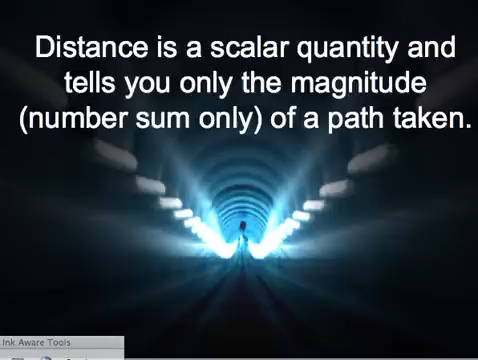 Distance is a scalar quantity and
tells you only the magnitude
(number sum only) of a path taken.
Ink Aware Tools